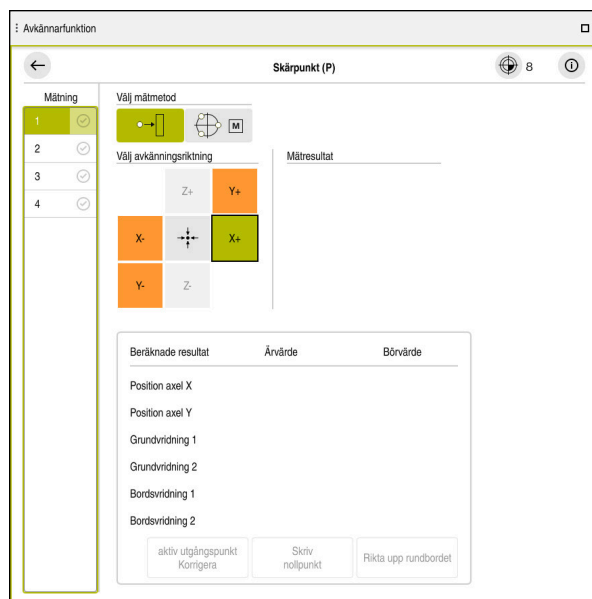 Avkännarfunktion
Skärpunkt (P)
8
Mätning
1
2
3
4
Välj mätmetod
M
Välj avkänningsriktning
Mätresultat
Z+ Y+
X- X+
Y- Z-
Beräknade resultat Ärvärde Börvärde
Position axel X
Position axel Y
Grundvridning 1
Grundvridning 2
Bordsvridning 1
Bordsvridning 2
aktiv utgångspunkt
Korrigera
Skriv
nollpunkt
Rikta upp rundbordet